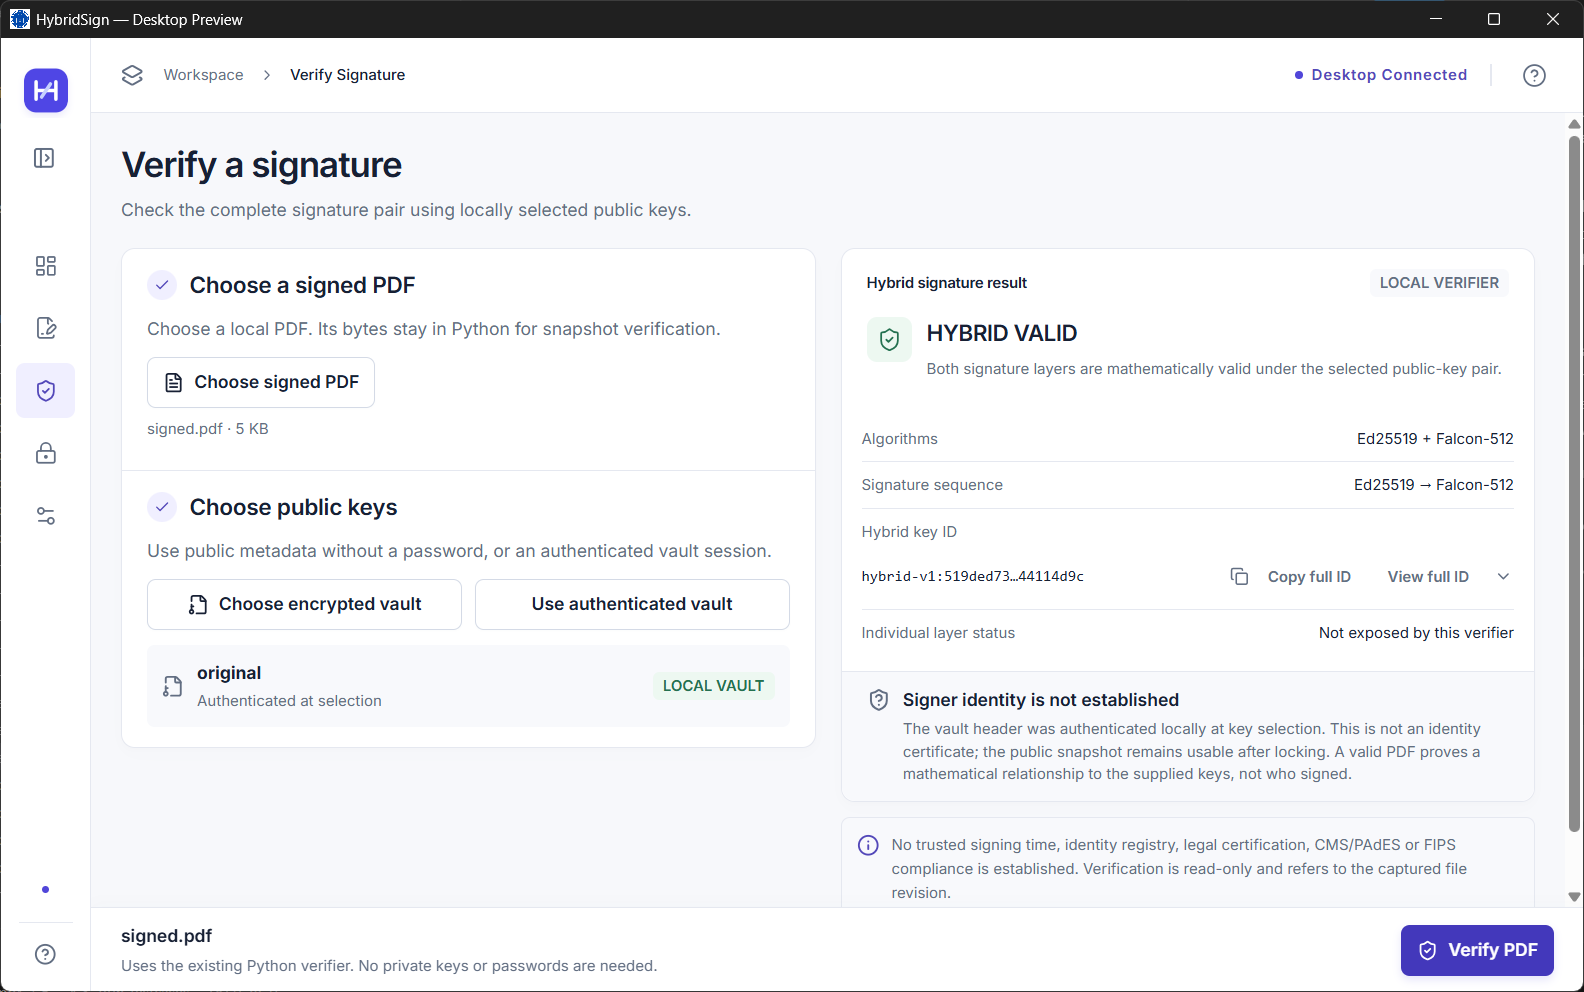 HybridSign — Desktop Preview
Workspace > Verify Signature
Desktop Connected
Verify a signature
Check the complete signature pair using locally selected public keys.
Choose a signed PDF
Choose a local PDF. Its bytes stay in Python for snapshot verification.
Choose signed PDF
signed.pdf · 5 KB
Choose public keys
Use public metadata without a password, or an authenticated vault session.
Choose encrypted vault
Use authenticated vault
original
Authenticated at selection
LOCAL VAULT
Hybrid signature result
LOCAL VERIFIER
HYBRID VALID
Both signature layers are mathematically valid under the selected public-key pair.
Algorithms
Ed25519 + Falcon-512
Signature sequence
Ed25519 → Falcon-512
Hybrid key ID
hybrid-v1:519ded73…44114d9c
Copy full ID
View full ID
Individual layer status
Not exposed by this verifier
Signer identity is not established
The vault header was authenticated locally at key selection. This is not an identity
certificate; the public snapshot remains usable after locking. A valid PDF proves a
mathematical relationship to the supplied keys, not who signed.
No trusted signing time, identity registry, legal certification, CMS/PAdES or FIPS
compliance is established. Verification is read-only and refers to the captured file
revision.
signed.pdf
Uses the existing Python verifier. No private keys or passwords are needed.
Verify PDF